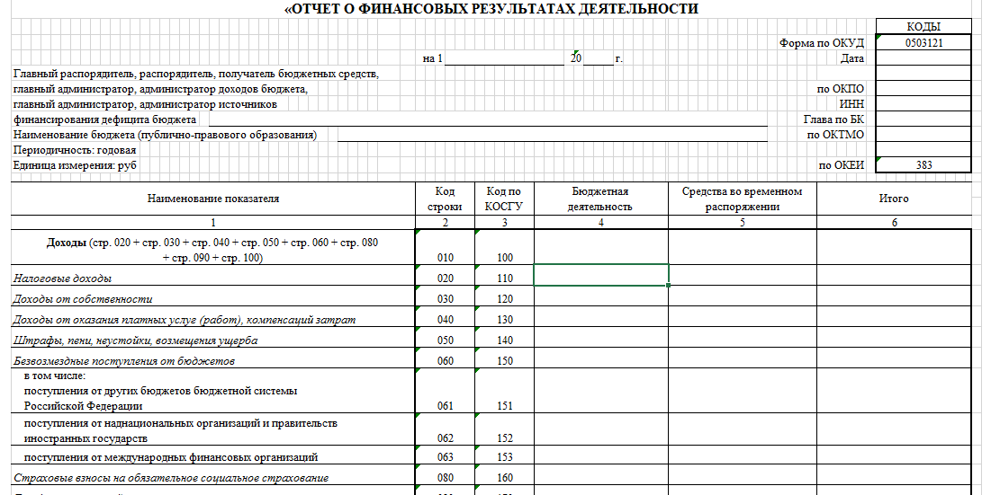 «ОТЧЕТ О ФИНАНСОВЫХ РЕЗУЛЬТАТАХ ДЕЯТЕЛЬНОСТИ
КОДЫ
Форма по ОКУД 0503121
на 1 20 г. Дата
Главный распорядитель, распорядитель, получатель бюджетных средств,
главный администратор, администратор доходов бюджета, по ОКПО
главный администратор, администратор источников ИНН
финансирования дефицита бюджета Глава по БК
Наименование бюджета (публично-правового образования) по ОКТМО
Периодичность: годовая
Единица измерения: руб по ОКЕИ 383
Наименование показателя Код строки Код по КОСГУ Бюджетная деятельность Средства во временном распоряжении Итого
1 2 3 4 5 6
Доходы (стр. 020 + стр. 030 + стр. 040 + стр. 050 + стр. 060 + стр. 080
+ стр. 090 + стр. 100) 010 100
Налоговые доходы 020 110
Доходы от собственности 030 120
Доходы от оказания платных услуг (работ), компенсаций затрат 040 130
Штрафы, пени, неустойки, возмещения ущерба 050 140
Безвозмездные поступления от бюджетов 060 150
в том числе:
поступления от других бюджетов бюджетной системы
Российской Федерации 061 151
поступления от наднациональных организаций и правительств
иностранных государств 062 152
поступления от международных финансовых организаций 063 153
Страховые взносы на обязательное социальное страхование 080 160